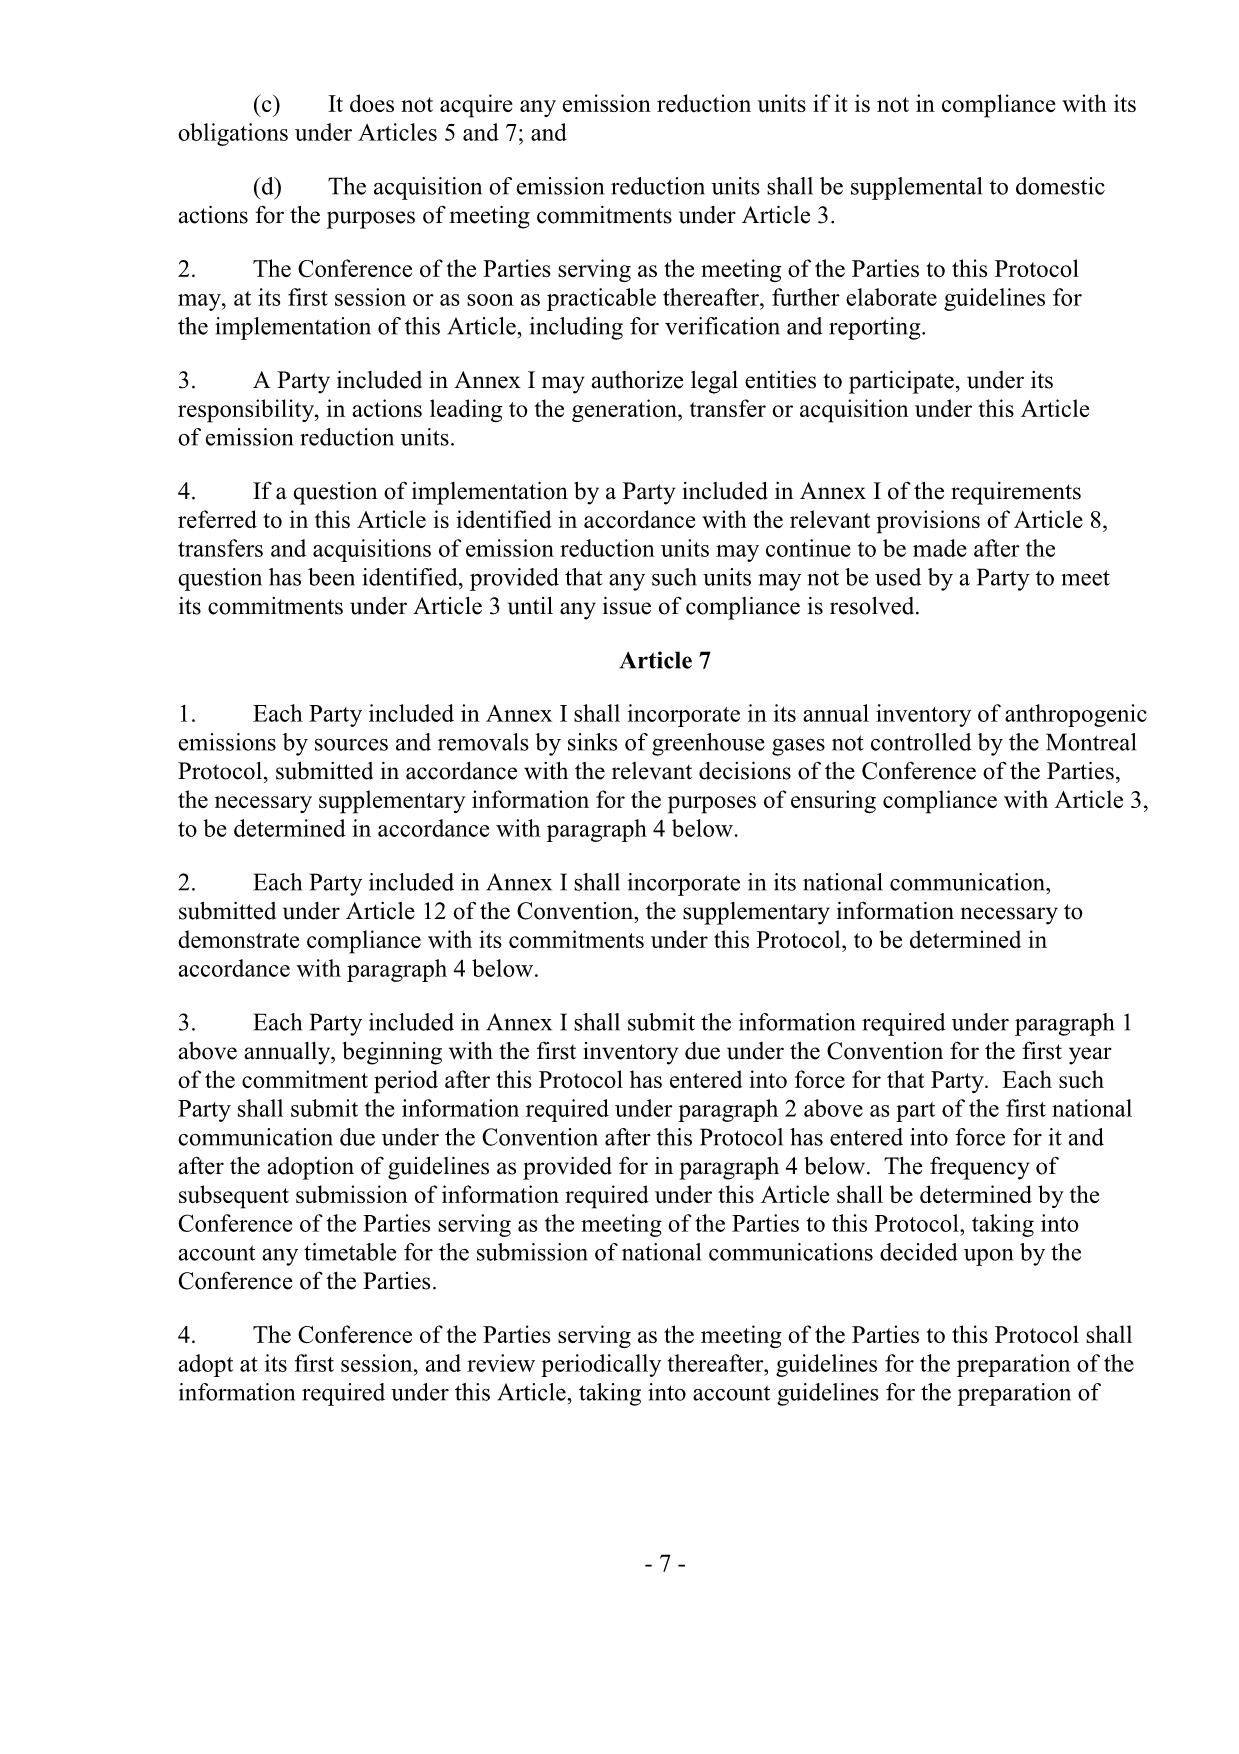 (c) It does not acquire any emission reduction units if it is not in compliance with its
obligations under Articles 5 and 7; and
(d) The acquisition of emission reduction units shall be supplemental to domestic
actions for the purposes of meeting commitments under Article 3.
2. The Conference of the Parties serving as the meeting of the Parties to this Protocol
may, at its first session or as soon as practicable thereafter, further elaborate guidelines for
the implementation of this Article, including for verification and reporting.
3. A Party included in Annex I may authorize legal entities to participate, under its
responsibility, in actions leading to the generation, transfer or acquisition under this Article
of emission reduction units.
4. If a question of implementation by a Party included in Annex I of the requirements
referred to in this Article is identified in accordance with the relevant provisions of Article 8,
transfers and acquisitions of emission reduction units may continue to be made after the
question has been identified, provided that any such units may not be used by a Party to meet
its commitments under Article 3 until any issue of compliance is resolved.
Article 7
1. Each Party included in Annex I shall incorporate in its annual inventory of anthropogenic
emissions by sources and removals by sinks of greenhouse gases not controlled by the Montreal
Protocol, submitted in accordance with the relevant decisions of the Conference of the Parties,
the necessary supplementary information for the purposes of ensuring compliance with Article 3,
to be determined in accordance with paragraph 4 below.
2. Each Party included in Annex I shall incorporate in its national communication,
submitted under Article 12 of the Convention, the supplementary information necessary to
demonstrate compliance with its commitments under this Protocol, to be determined in
accordance with paragraph 4 below.
3. Each Party included in Annex I shall submit the information required under paragraph 1
above annually, beginning with the first inventory due under the Convention for the first year
of the commitment period after this Protocol has entered into force for that Party. Each such
Party shall submit the information required under paragraph 2 above as part of the first national
communication due under the Convention after this Protocol has entered into force for it and
after the adoption of guidelines as provided for in paragraph 4 below. The frequency of
subsequent submission of information required under this Article shall be determined by the
Conference of the Parties serving as the meeting of the Parties to this Protocol, taking into
account any timetable for the submission of national communications decided upon by the
Conference of the Parties.
4. The Conference of the Parties serving as the meeting of the Parties to this Protocol shall
adopt at its first session, and review periodically thereafter, guidelines for the preparation of the
information required under this Article, taking into account guidelines for the preparation of
- 7 -